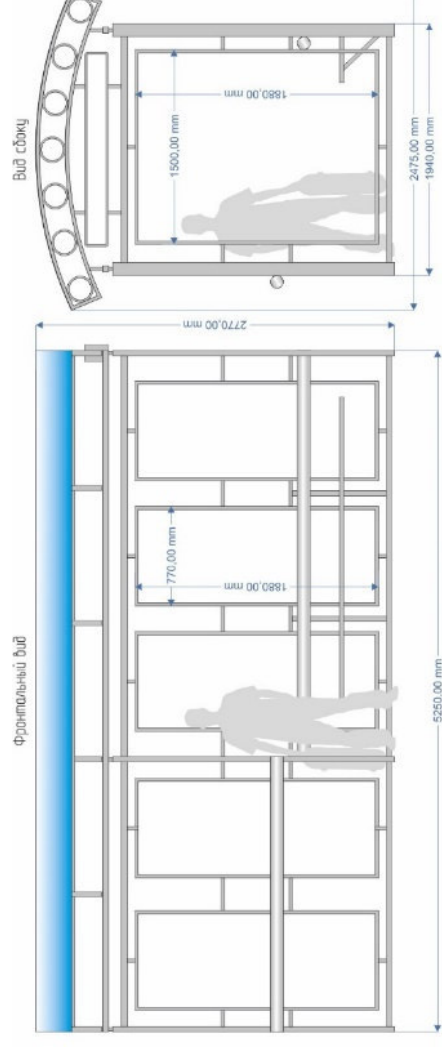 Вид сбоку
1500,00 mm
1880,00 mm
2475,00 mm
1940,00 mm
Фронтальный вид
2770,00 mm
770,00 mm
1880,00 mm
5250,00 mm